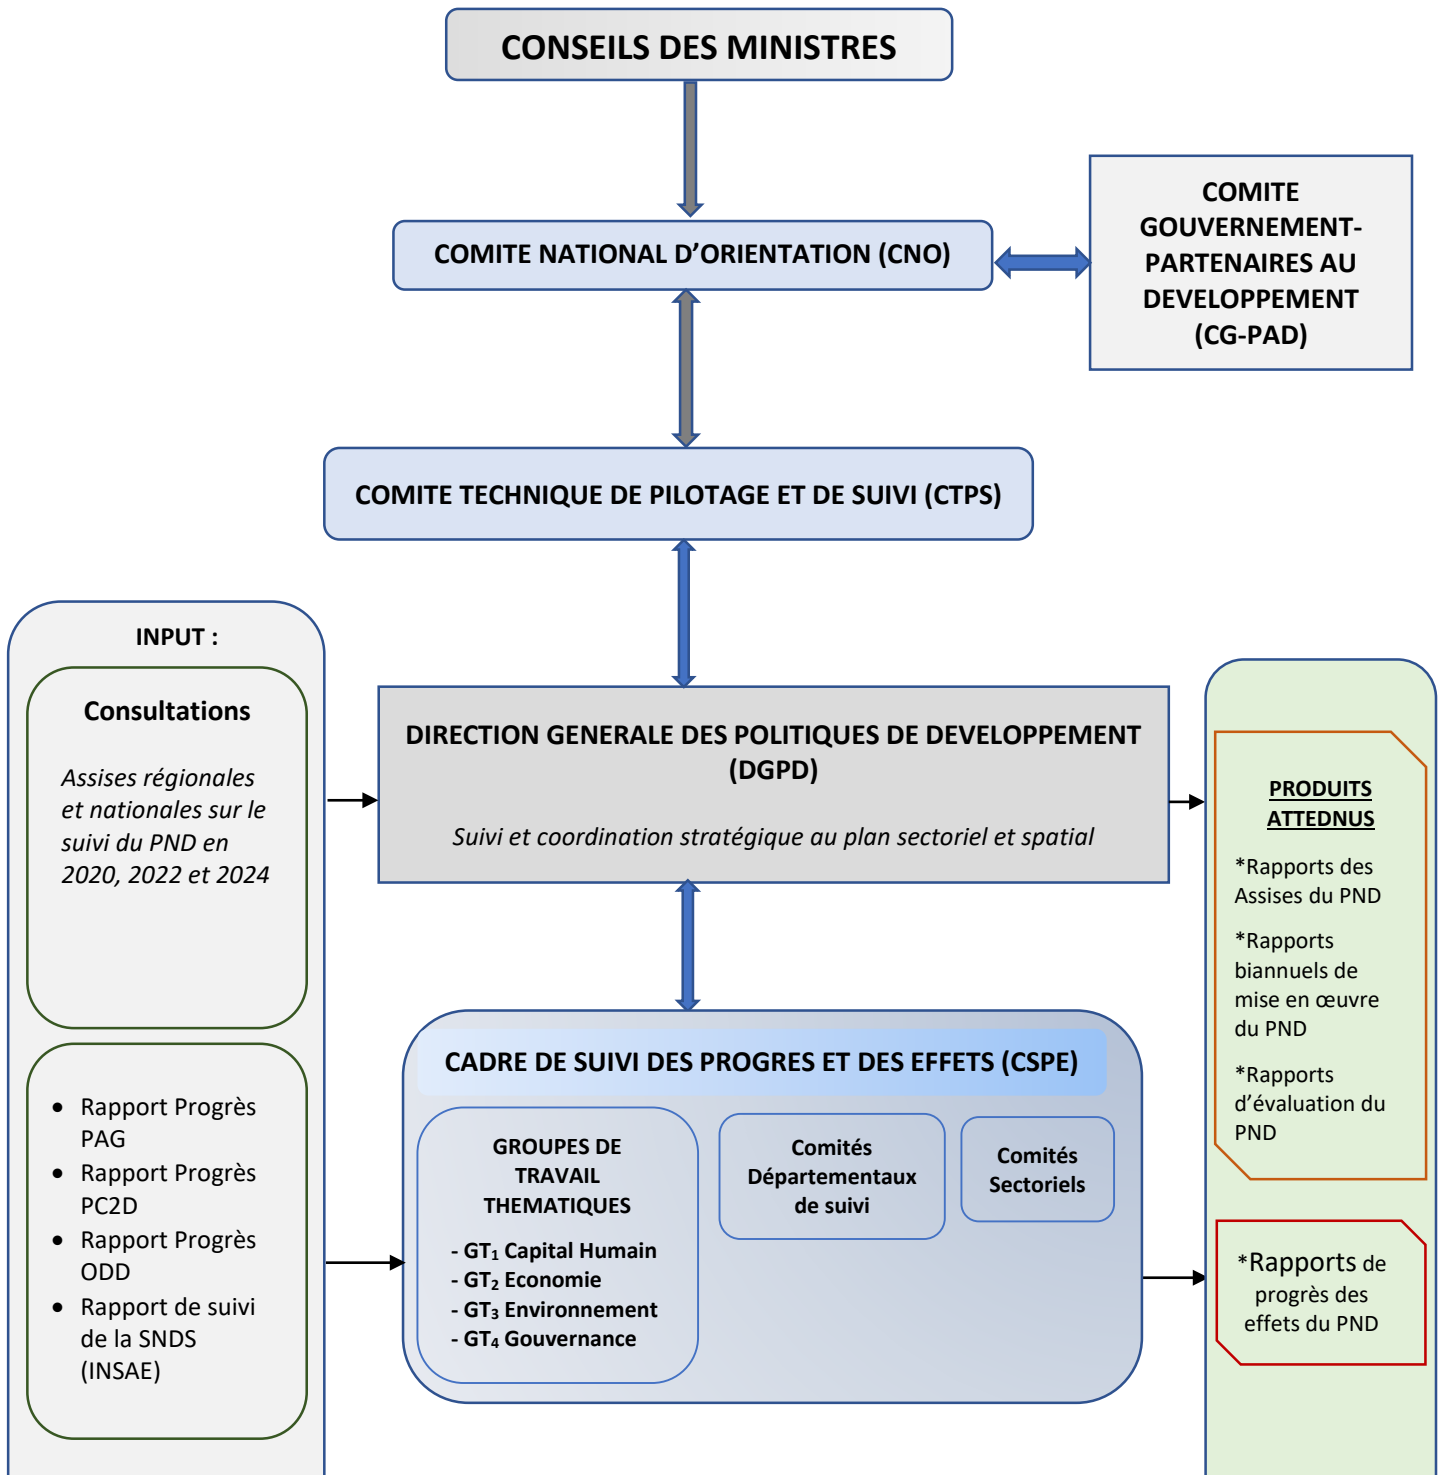 CONSEILS DES MINISTRES
COMITE
GOUVERNEMENT-
PARTENAIRES AU
DEVELOPPEMENT
(CG-PAD)
COMITE NATIONAL D’ORIENTATION (CNO)
COMITE TECHNIQUE DE PILOTAGE ET DE SUIVI (CTPS)
INPUT :
Consultations
Assises régionales
et nationales sur le
suivi du PND en
2020, 2022 et 2024
• Rapport Progrès
PAG
• Rapport Progrès
PC2D
• Rapport Progrès
ODD
• Rapport de suivi
de la SNDS
(INSAE)
DIRECTION GENERALE DES POLITIQUES DE DEVELOPPEMENT
(DGPD)
Suivi et coordination stratégique au plan sectoriel et spatial
CADRE DE SUIVI DES PROGRES ET DES EFFETS (CSPE)
GROUPES DE
TRAVAIL
THEMATIQUES
- GT₁ Capital Humain
- GT₂ Economie
- GT₃ Environnement
- GT₄ Gouvernance
Comités
Départementaux
de suivi
Comités
Sectoriels
PRODUITS
ATTEDNUS
*Rapports des
Assises du PND
*Rapports
biannuels de
mise en œuvre
du PND
*Rapports
d’évaluation du
PND
*Rapports de
progrès des
effets du PND